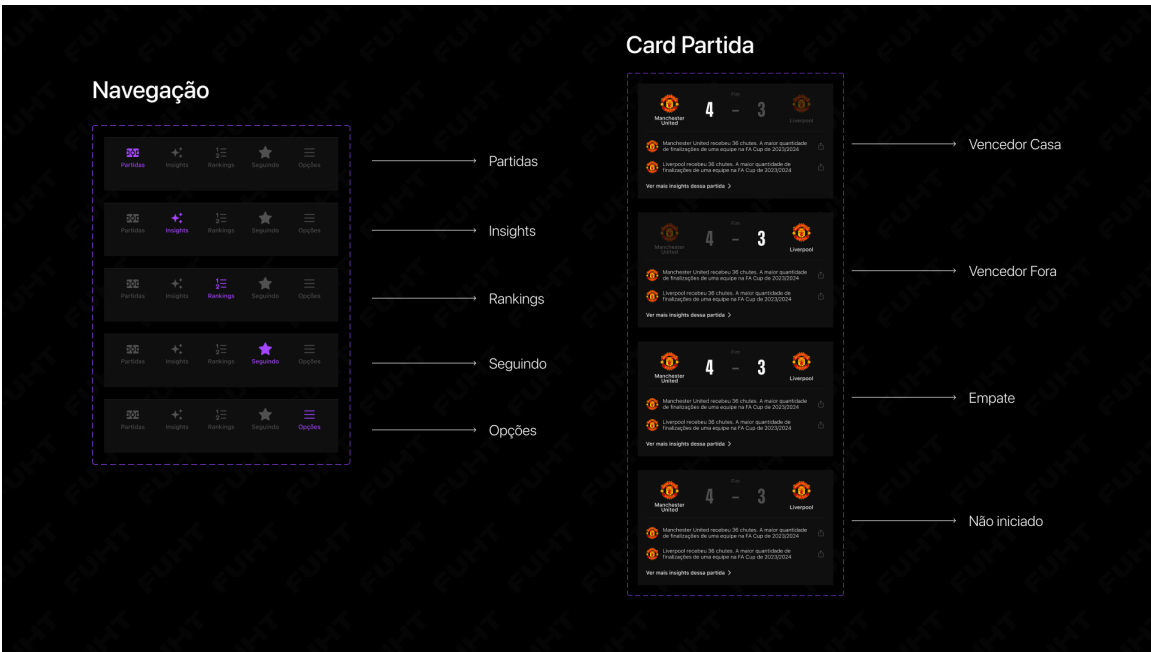 Navegação
Partidas Insights Rankings Seguindo Opções
Partidas
Partidas Insights Rankings Seguindo Opções
Insights
Partidas Insights Rankings Seguindo Opções
Rankings
Partidas Insights Rankings Seguindo Opções
Seguindo
Partidas Insights Rankings Seguindo Opções
Opções
Card Partida
Fim
4 – 3
Manchester
United
Liverpool
Manchester United recebeu 36 chutes. A maior quantidade
de finalizações de uma equipe na FA Cup de 2023/2024
Liverpool recebeu 36 chutes. A maior quantidade de
finalizações de uma equipe na FA Cup de 2023/2024
Ver mais insights dessa partida
Vencedor Casa
Fim
4 – 3
Manchester
United
Liverpool
Manchester United recebeu 36 chutes. A maior quantidade
de finalizações de uma equipe na FA Cup de 2023/2024
Liverpool recebeu 36 chutes. A maior quantidade de
finalizações de uma equipe na FA Cup de 2023/2024
Ver mais insights dessa partida
Vencedor Fora
Fim
4 – 3
Manchester
United
Liverpool
Manchester United recebeu 36 chutes. A maior quantidade
de finalizações de uma equipe na FA Cup de 2023/2024
Liverpool recebeu 36 chutes. A maior quantidade de
finalizações de uma equipe na FA Cup de 2023/2024
Ver mais insights dessa partida
Empate
Fim
4 – 3
Manchester
United
Liverpool
Manchester United recebeu 36 chutes. A maior quantidade
de finalizações de uma equipe na FA Cup de 2023/2024
Liverpool recebeu 36 chutes. A maior quantidade de
finalizações de uma equipe na FA Cup de 2023/2024
Ver mais insights dessa partida
Não iniciado